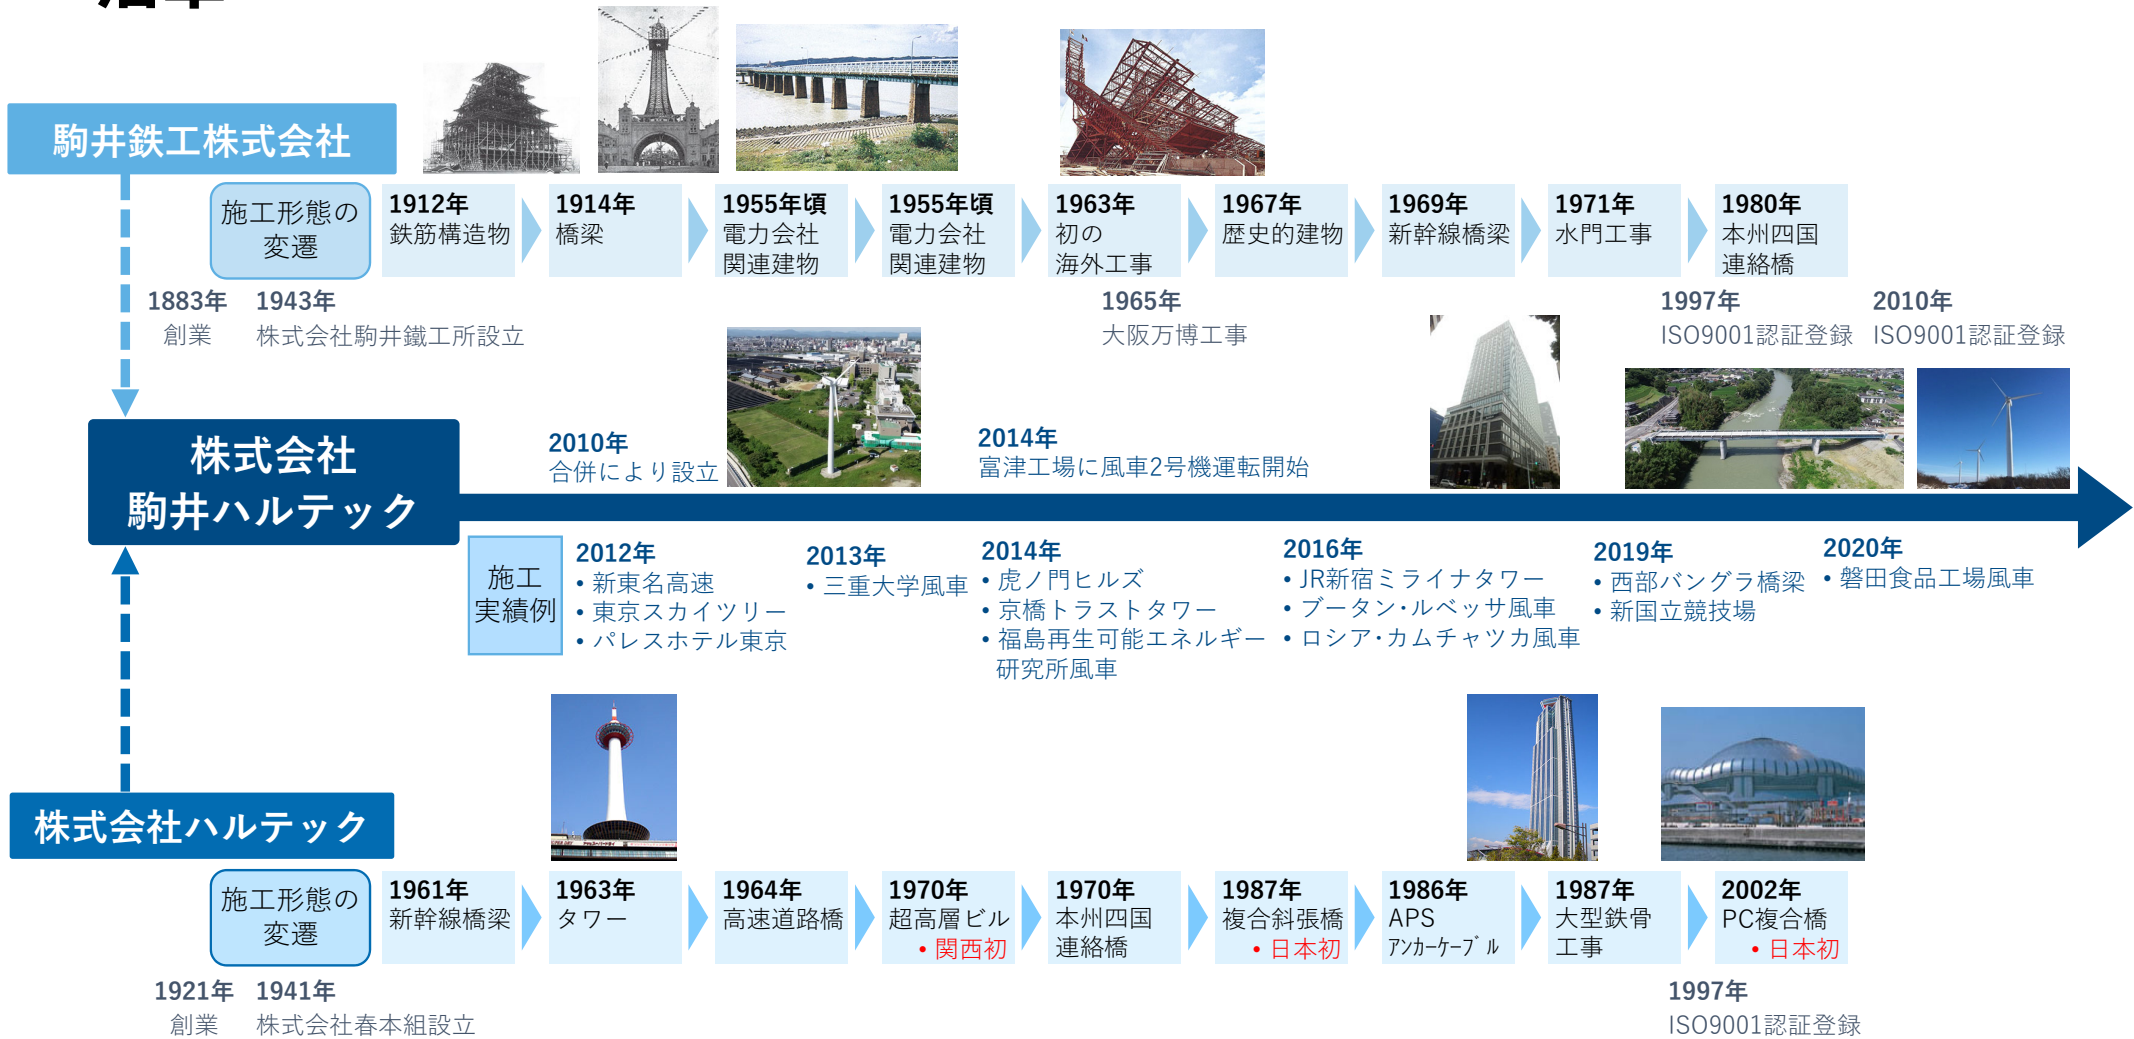 沿革
駒井鉄工株式会社
施工形態の
変遷
1912年
鉄筋構造物
1914年
橋梁
1955年頃
電力会社
関連建物
1955年頃
電力会社
関連建物
1963年
初の
海外工事
1967年
歴史的建物
1969年
新幹線橋梁
1971年
水門工事
1980年
本州四国
連絡橋
1883年
創業
1943年
株式会社駒井鐵工所設立
1965年
大阪万博工事
1997年
ISO9001認証登録
2010年
ISO9001認証登録
株式会社
駒井ハルテック
2010年
合併により設立
2014年
富津工場に風車2号機運転開始
施工
実績例
2012年
• 新東名高速
• 東京スカイツリー
• パレスホテル東京
2013年
• 三重大学風車
2014年
• 虎ノ門ヒルズ
• 京橋トラストタワー
• 福島再生可能エネルギー
研究所風車
2016年
• JR新宿ミライナタワー
• ブータン・ルベッサ風車
• ロシア・カムチャツカ風車
2019年
• 西部バングラ橋梁
• 新国立競技場
2020年
• 磐田食品工場風車
株式会社ハルテック
施工形態の
変遷
1961年
新幹線橋梁
1963年
タワー
1964年
高速道路橋
1970年
超高層ビル
• 関西初
1970年
本州四国
連絡橋
1987年
複合斜張橋
• 日本初
1986年
APS
ｱﾝｶｰｹｰﾌﾞﾙ
1987年
大型鉄骨
工事
2002年
PC複合橋
• 日本初
1921年
創業
1941年
株式会社春本組設立
1997年
ISO9001認証登録